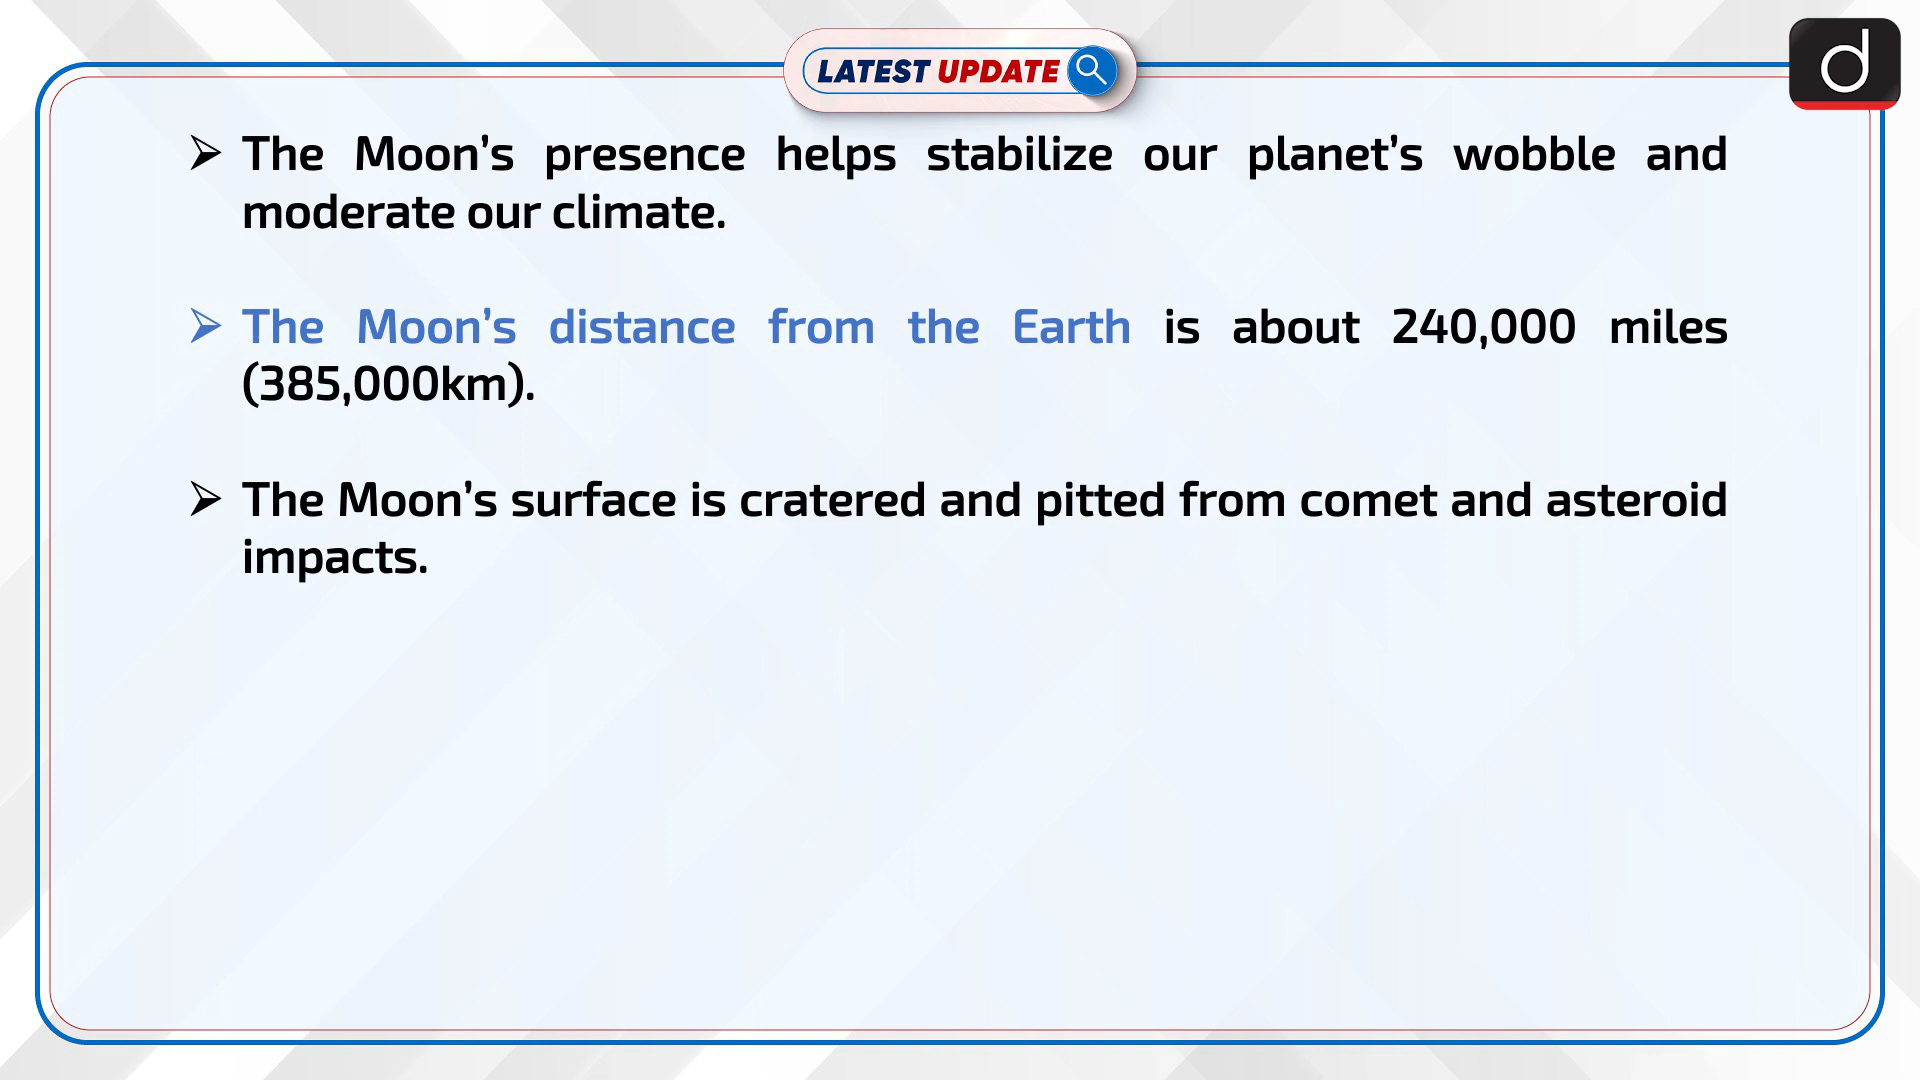 LATEST UPDATE
d
➢ The Moon’s presence helps stabilize our planet’s wobble and
moderate our climate.
➢ The Moon’s distance from the Earth is about 240,000 miles
(385,000km).
➢ The Moon’s surface is cratered and pitted from comet and asteroid
impacts.